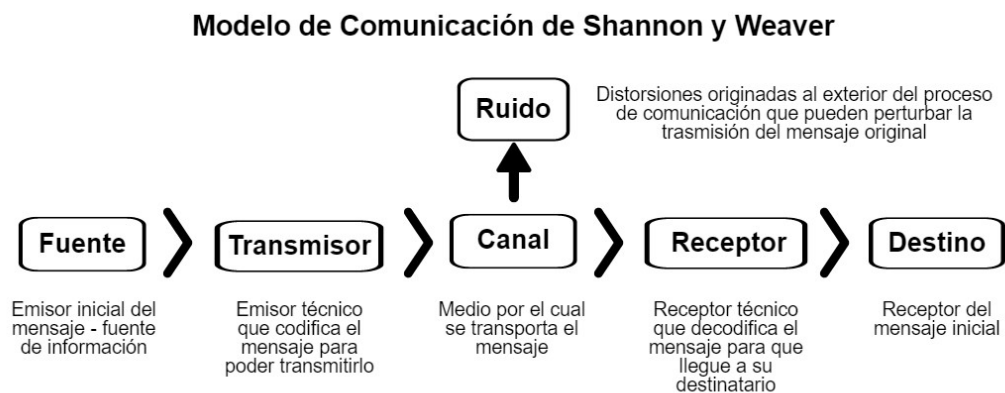 Modelo de Comunicación de Shannon y Weaver
Ruido
Distorsiones originadas al exterior del proceso
de comunicación que pueden perturbar la
trasmisión del mensaje original
Fuente
Transmisor
Canal
Receptor
Destino
Emisor inicial del
mensaje - fuente
de información
Emisor técnico
que codifica el
mensaje para
poder transmitirlo
Medio por el cual
se transporta el
mensaje
Receptor técnico
que decodifica el
mensaje para que
llegue a su
destinatario
Receptor del
mensaje inicial